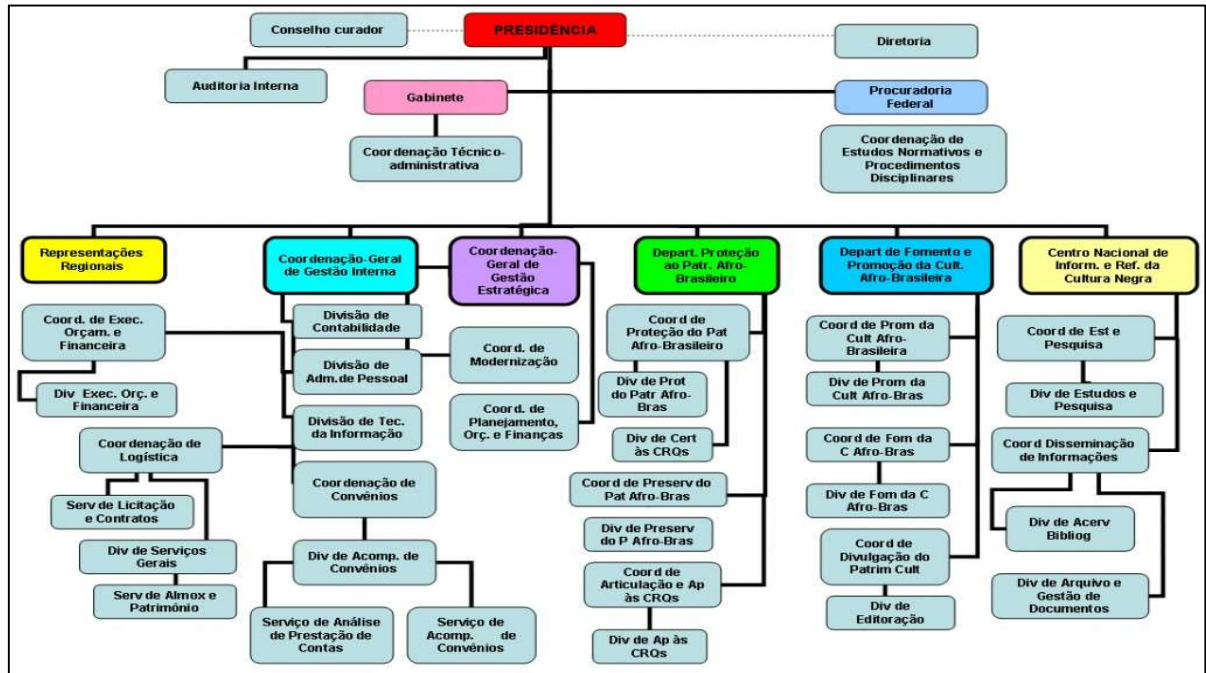 Conselho curador
PRESIDÊNCIA
Diretoria
Auditoria Interna
Gabinete
Procuradoria
Federal
Coordenação Técnico-
administrativa
Coordenação de
Estudos Normativos e
Procedimentos
Disciplinares
Representações
Regionais
Coordenação-Geral
de Gestão Interna
Coordenação-
Geral de
Gestão
Estratégica
Depart. Proteção
ao Patr. Afro-
Brasileiro
Depart de Fomento e
Promoção da Cult.
Afro-Brasileira
Centro Nacional de
Inform. e Ref. da
Cultura Negra
Coord. de Exec.
Orçam. e
Financeira
Div Exec. Orç. e
Financeira
Coordenação de
Logística
Serv de Licitação
e Contratos
Div de Serviços
Gerais
Serv de Almox e
Patrimônio
Divisão de
Contabilidade
Divisão de
Adm.de Pessoal
Divisão de Tec.
da Informação
Coordenação de
Convênios
Div de Acomp. de
Convênios
Serviço de Análise
de Prestação de
Contas
Serviço de
Acomp. de
Convênios
Coord. de
Modernização
Coord. de
Planejamento,
Orç. e Finanças
Coord de
Proteção do Pat
Afro-Brasileiro
Div de Prot
do Patr Afro-
Bras
Div de Cert
às CRQs
Coord de Preserv do
Pat Afro-Bras
Div de Preserv
do P Afro-Bras
Coord de
Articulação e Ap
às CRQs
Div de Ap às
CRQs
Coord de Prom da
Cult Afro-
Brasileira
Div de Prom da
Cult Afro-Bras
Coord de Fom da
C Afro-Bras
Div de Fom da C
Afro-Bras
Coord de
Divulgação do
Patrim Cult
Div de
Editoração
Coord de Est e
Pesquisa
Div de Estudos e
Pesquisa
Coord Disseminação
de Informações
Div de Acerv
Bibliog
Div de Arquivo e
Gestão de
Documentos